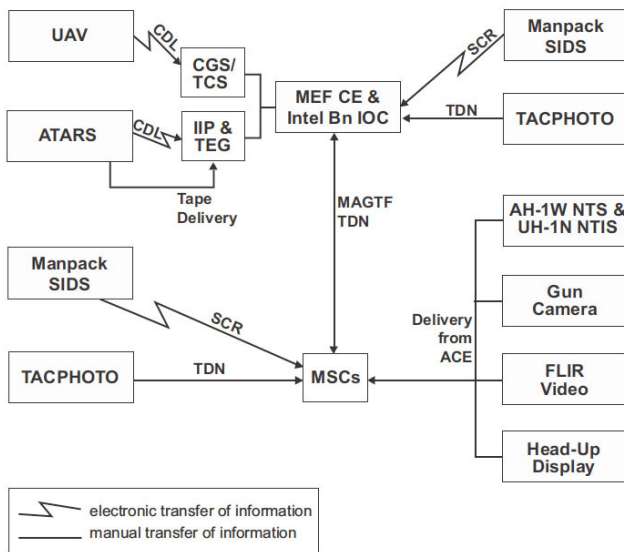 UAV
CDL
CGS/
TCS
SCR
Manpack
SIDS
MEF CE &
Intel Bn IOC
ATARS
CDL
IIP &
TEG
TDN
TACPHOTO
Tape
Delivery
MAGTF
TDN
AH-1W NTS &
UH-1N NTIS
Manpack
SIDS
SCR
Gun
Camera
Delivery
from
ACE
TACPHOTO
TDN
MSCs
FLIR
Video
Head-Up
Display
electronic transfer of information
manual transfer of information